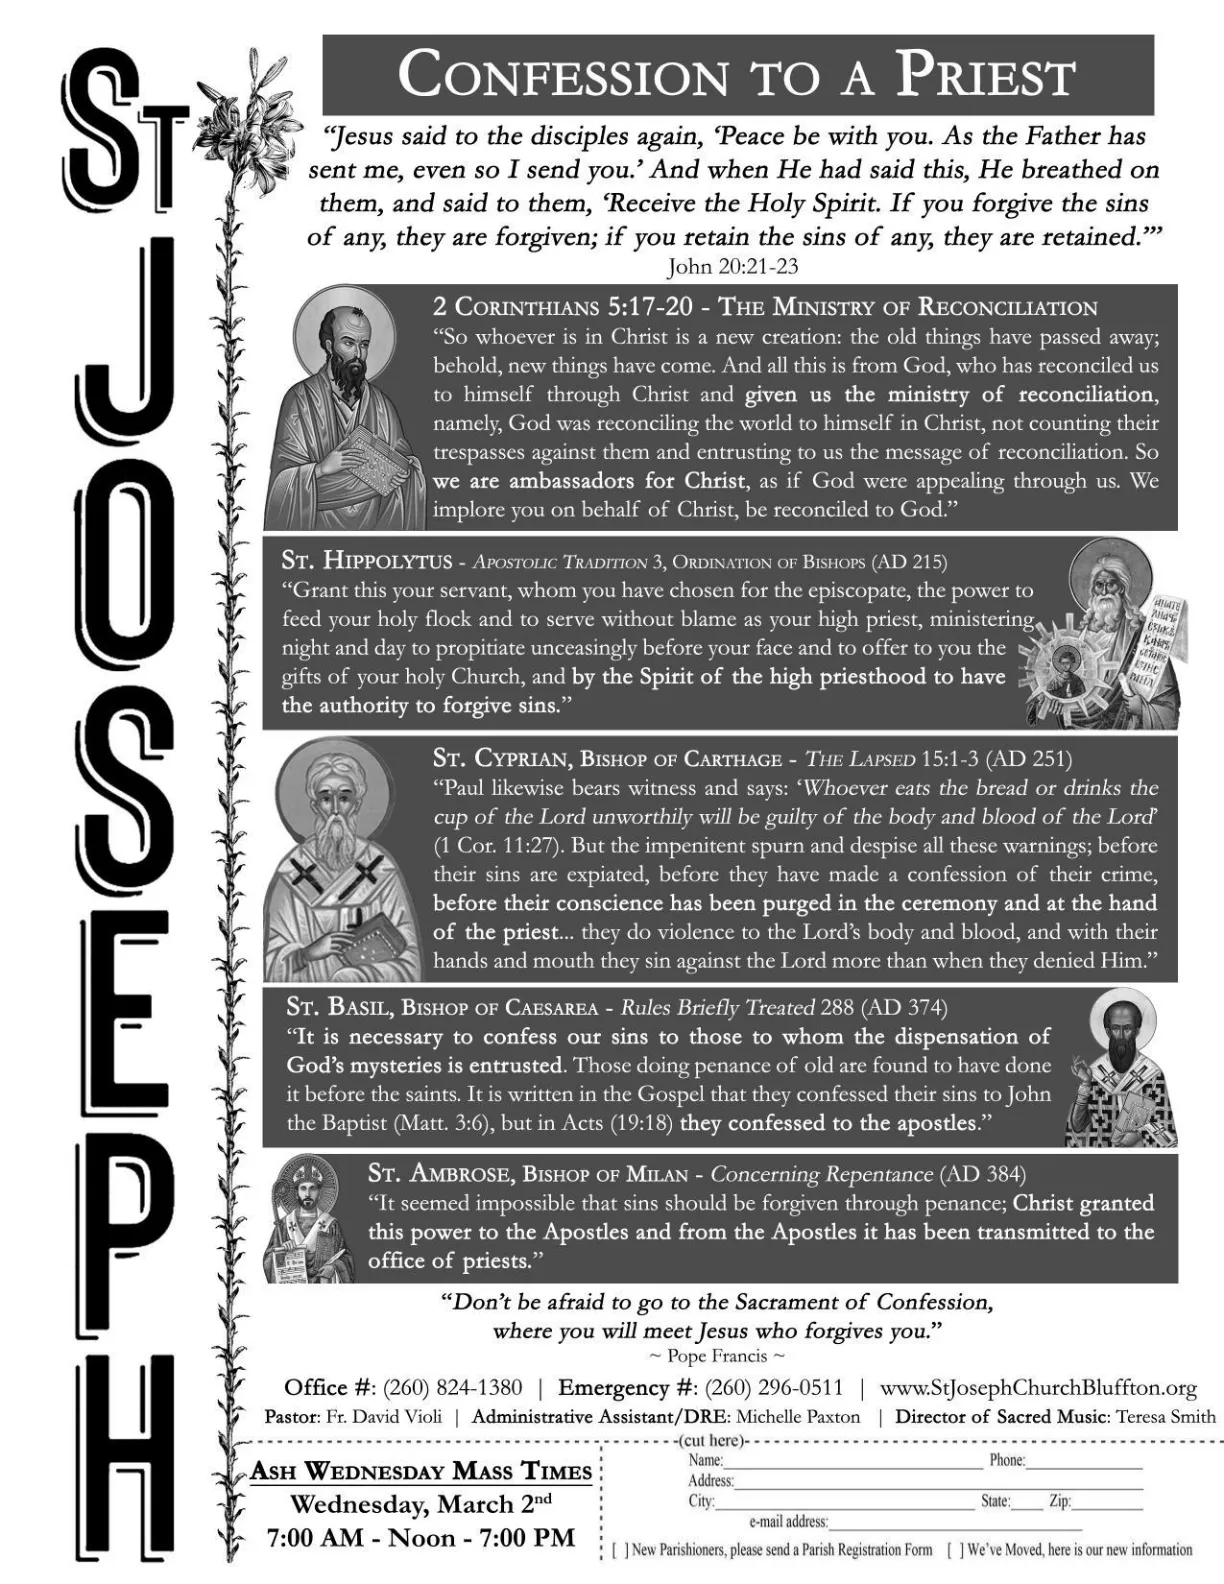 ST JOSEPH
CONFESSION TO A PRIEST
“Jesus said to the disciples again, ‘Peace be with you. As the Father has
sent me, even so I send you.’ And when He had said this, He breathed on
them, and said to them, ‘Receive the Holy Spirit. If you forgive the sins
of any, they are forgiven; if you retain the sins of any, they are retained.’”
John 20:21-23
2 CORINTHIANS 5:17-20 - THE MINISTRY OF RECONCILIATION
“So whoever is in Christ is a new creation: the old things have passed away;
behold, new things have come. And all this is from God, who has reconciled us
to himself through Christ and given us the ministry of reconciliation,
namely, God was reconciling the world to himself in Christ, not counting their
trespasses against them and entrusting to us the message of reconciliation. So
we are ambassadors for Christ, as if God were appealing through us. We
implore you on behalf of Christ, be reconciled to God.”
ST. HIPPOLYTUS - APOSTOLIC TRADITION 3, ORDINATION OF BISHOPS (AD 215)
“Grant this your servant, whom you have chosen for the episcopate, the power to
feed your holy flock and to serve without blame as your high priest, ministering
night and day to propitiate unceasingly before your face and to offer to you the
gifts of your holy Church, and by the Spirit of the high priesthood to have
the authority to forgive sins.”
ST. CYPRIAN, BISHOP OF CARTHAGE - THE LAPSED 15:1-3 (AD 251)
“Paul likewise bears witness and says: ‘Whoever eats the bread or drinks the
cup of the Lord unworthily will be guilty of the body and blood of the Lord’
(1 Cor. 11:27). But the impenitent spurn and despise all these warnings; before
their sins are expiated, before they have made a confession of their crime,
before their conscience has been purged in the ceremony and at the hand
of the priest... they do violence to the Lord’s body and blood, and with their
hands and mouth they sin against the Lord more than when they denied Him.”
ST. BASIL, BISHOP OF CAESAREA - Rules Briefly Treated 288 (AD 374)
“It is necessary to confess our sins to those to whom the dispensation of
God’s mysteries is entrusted. Those doing penance of old are found to have done
it before the saints. It is written in the Gospel that they confessed their sins to John
the Baptist (Matt. 3:6), but in Acts (19:18) they confessed to the apostles.”
ST. AMBROSE, BISHOP OF MILAN - Concerning Repentance (AD 384)
“It seemed impossible that sins should be forgiven through penance; Christ granted
this power to the Apostles and from the Apostles it has been transmitted to the
office of priests.”
“Don’t be afraid to go to the Sacrament of Confession,
where you will meet Jesus who forgives you.”
~ Pope Francis ~
Office #: (260) 824-1380 | Emergency #: (260) 296-0511 | www.StJosephChurchBluffton.org
Pastor: Fr. David Violi | Administrative Assistant/DRE: Michelle Paxton | Director of Sacred Music: Teresa Smith
(cut here)
ASH WEDNESDAY MASS TIMES
Wednesday, March 2nd
7:00 AM - Noon - 7:00 PM
Name: Phone:
Address:
City: State: Zip:
e-mail address:
[ ] New Parishioners, please send a Parish Registration Form [ ] We’ve Moved, here is our new information